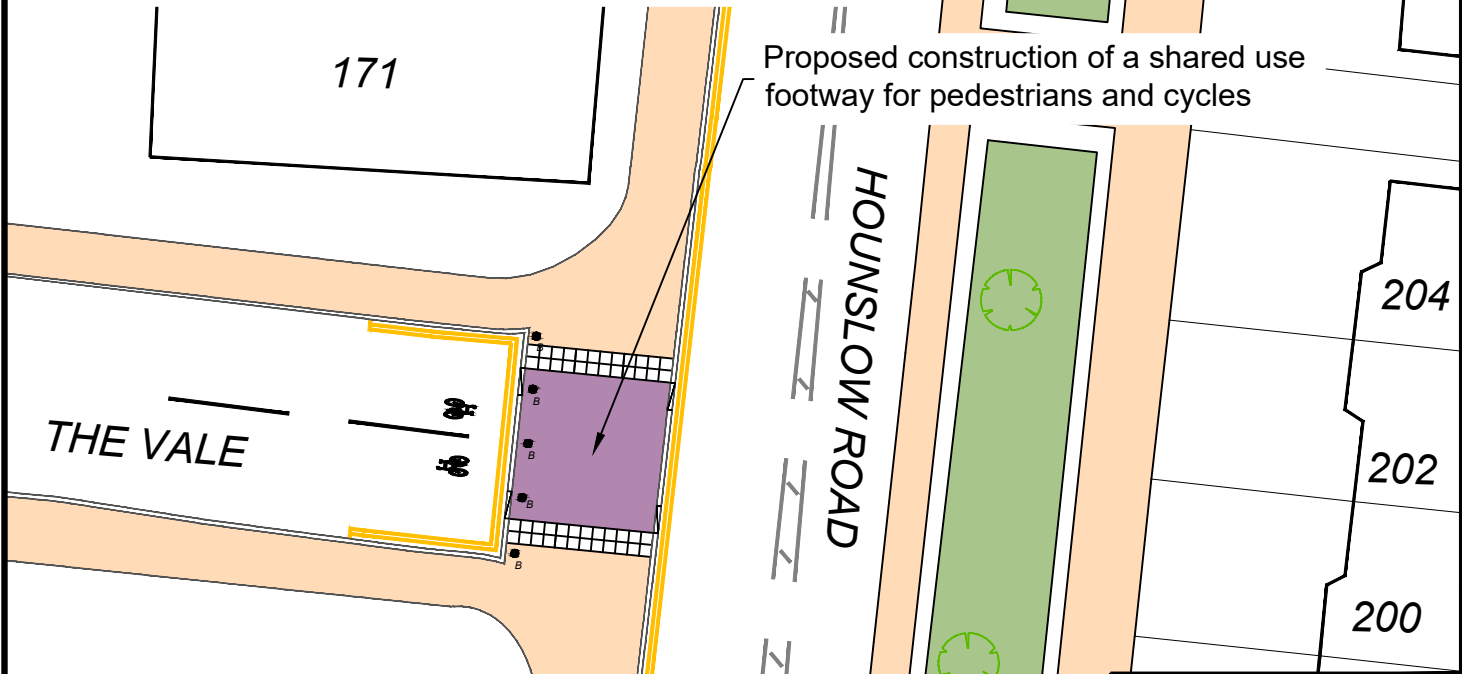 171
Proposed construction of a shared use
footway for pedestrians and cycles
HOUNSLOW ROAD
204
THE VALE
202
200
B
B
B
B
B